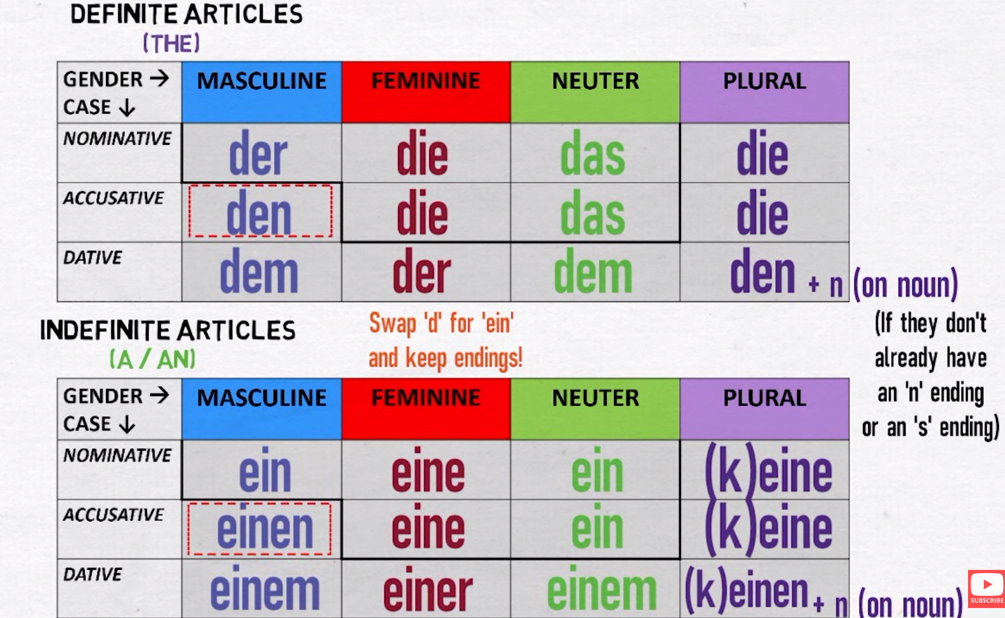 DEFINITE ARTICLES
(THE)
GENDER → MASCULINE FEMININE NEUTER PLURAL
CASE ↓
NOMINATIVE der die das die
ACCUSATIVE den die das die
DATIVE dem der dem den + n (on noun)
(If they don't
already have
an 'n' ending
or an 's' ending)
INDEFINITE ARTICLES
(A / AN)
Swap 'd' for 'ein'
and keep endings!
GENDER → MASCULINE FEMININE NEUTER PLURAL
CASE ↓
NOMINATIVE ein eine ein (k)eine
ACCUSATIVE einen eine ein (k)eine
DATIVE einem einer einem (k)einen + n (on noun)
SUBSCRIBE